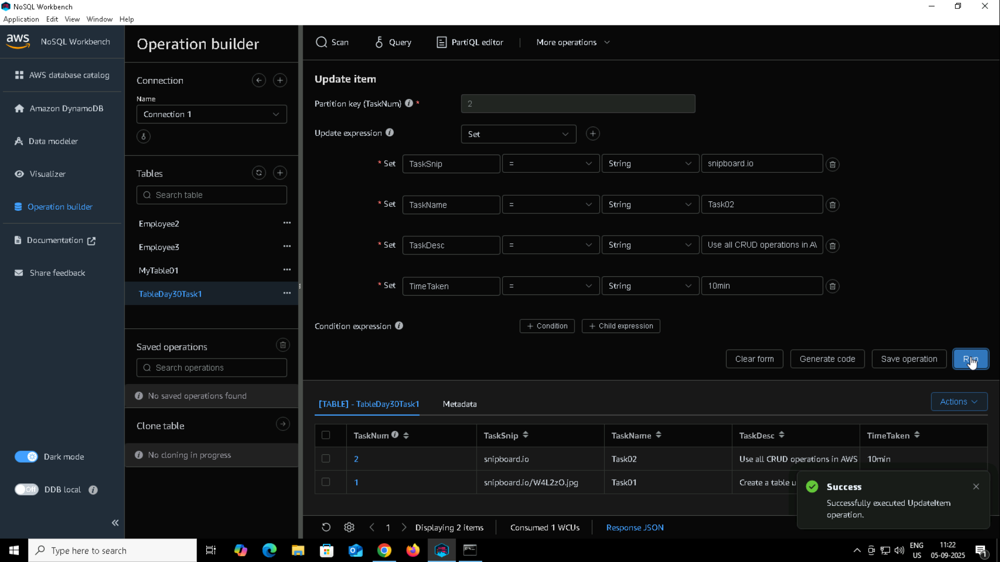 NoSQL Workbench
Application Edit View Window Help
aws NoSQL Workbench
AWS database catalog
Amazon DynamoDB
Data modeler
Visualizer
Operation builder
Documentation
Share feedback
Dark mode
Off DDB local
Operation builder
Connection
Name
Connection 1
Tables
Search table
Employee2
Employee3
MyTable01
TableDay30Task1
Saved operations
Search operations
No saved operations found
Clone table
No cloning in progress
Scan Query PartiQL editor More operations
Update item
Partition key (TaskNum) * 2
Update expression Set
* Set TaskSnip = String snipboard.io
* Set TaskName = String Task02
* Set TaskDesc = String Use all CRUD operations in
* Set TimeTaken = String 10min
Condition expression + Condition + Child expression
Clear form Generate code Save operation Run
[TABLE] - TableDay30Task1 Metadata Actions
TaskNum TaskSnip TaskName TaskDesc TimeTaken
2 snipboard.io Task02 Use all CRUD operations in AWS 10min
1 snipboard.io/W4L2zO.jpg Task01 Create a table u
Success
Successfully executed UpdateItem
operation.
1 Displaying 2 items Consumed 1 WCUs Response JSON
Type here to search
ENG
US
11:22
05-09-2025
1